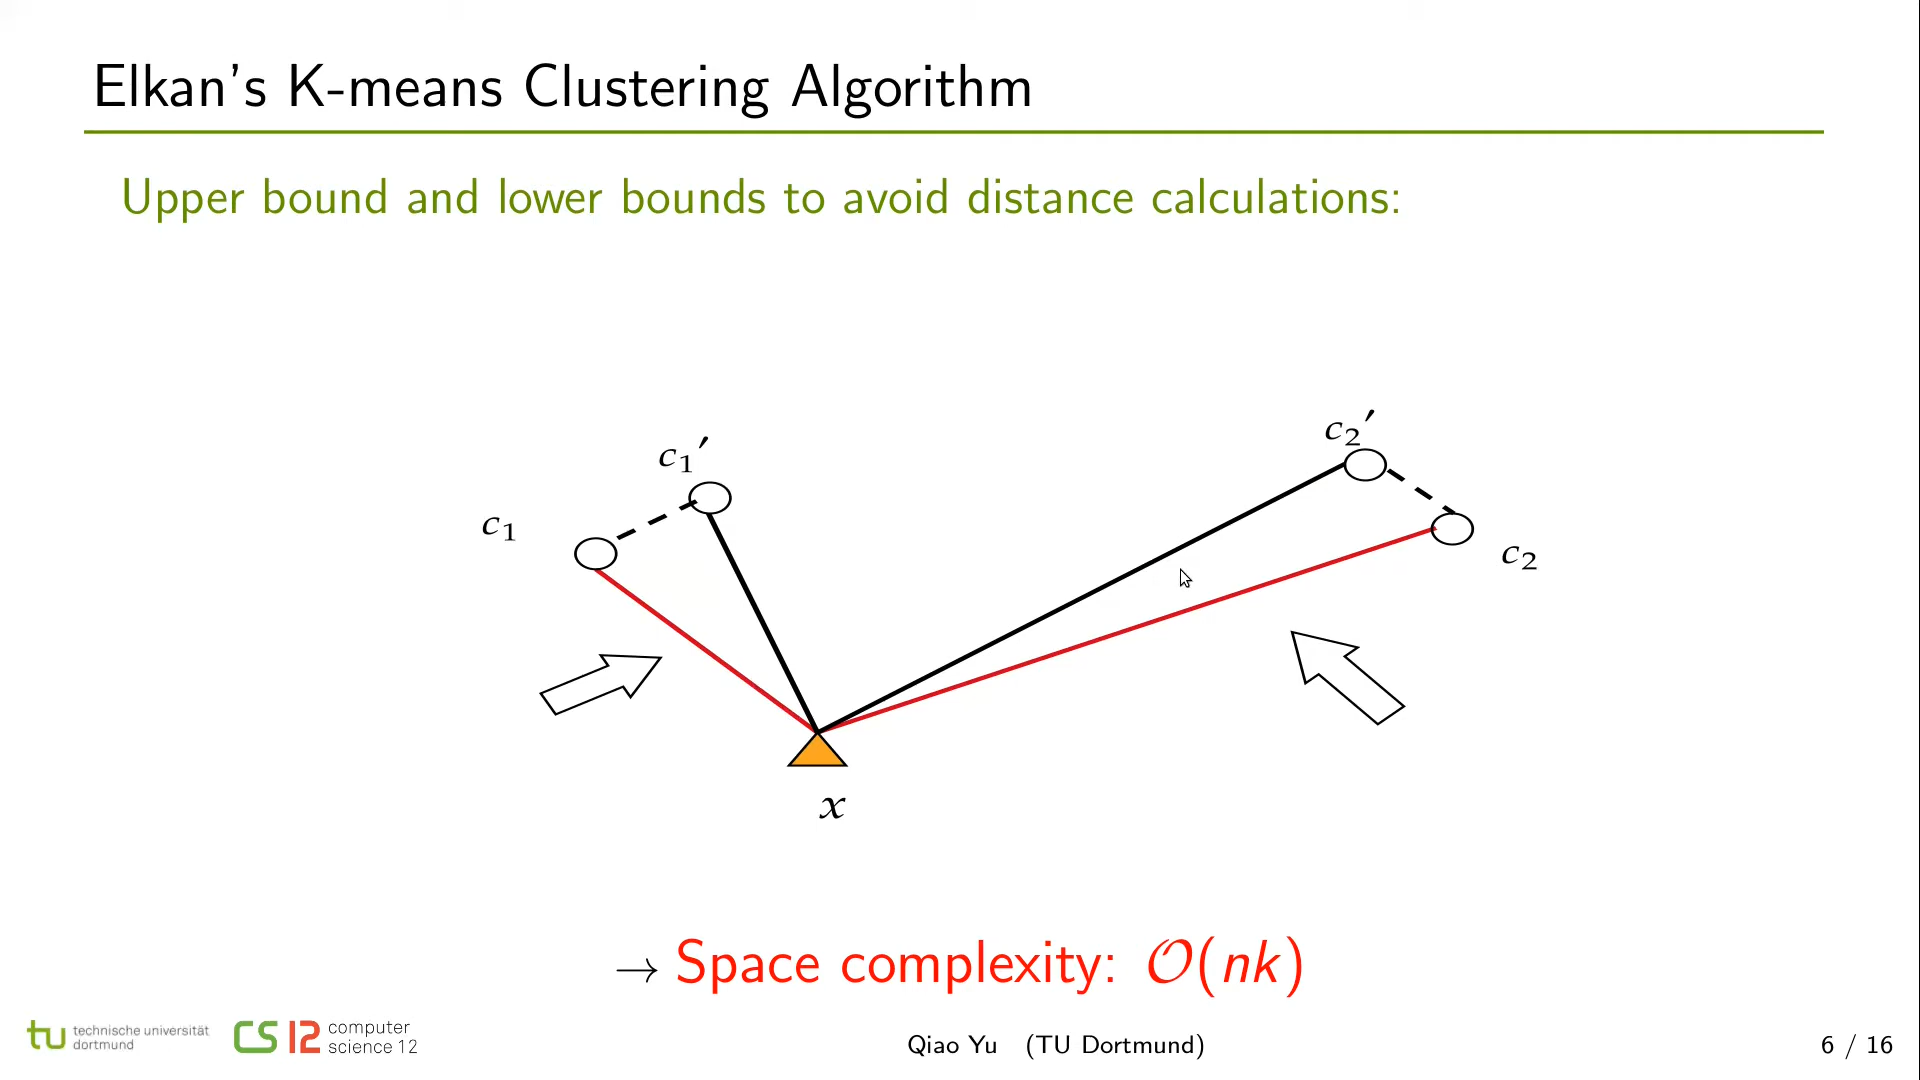 Elkan's K-means Clustering Algorithm
Upper bound and lower bounds to avoid distance calculations:
c₁′
c₂′
c₁
c₂
x
→ Space complexity: 𝒪(nk)
technische universität
dortmund
CS 12 computer
science 12
Qiao Yu (TU Dortmund)
6 / 16